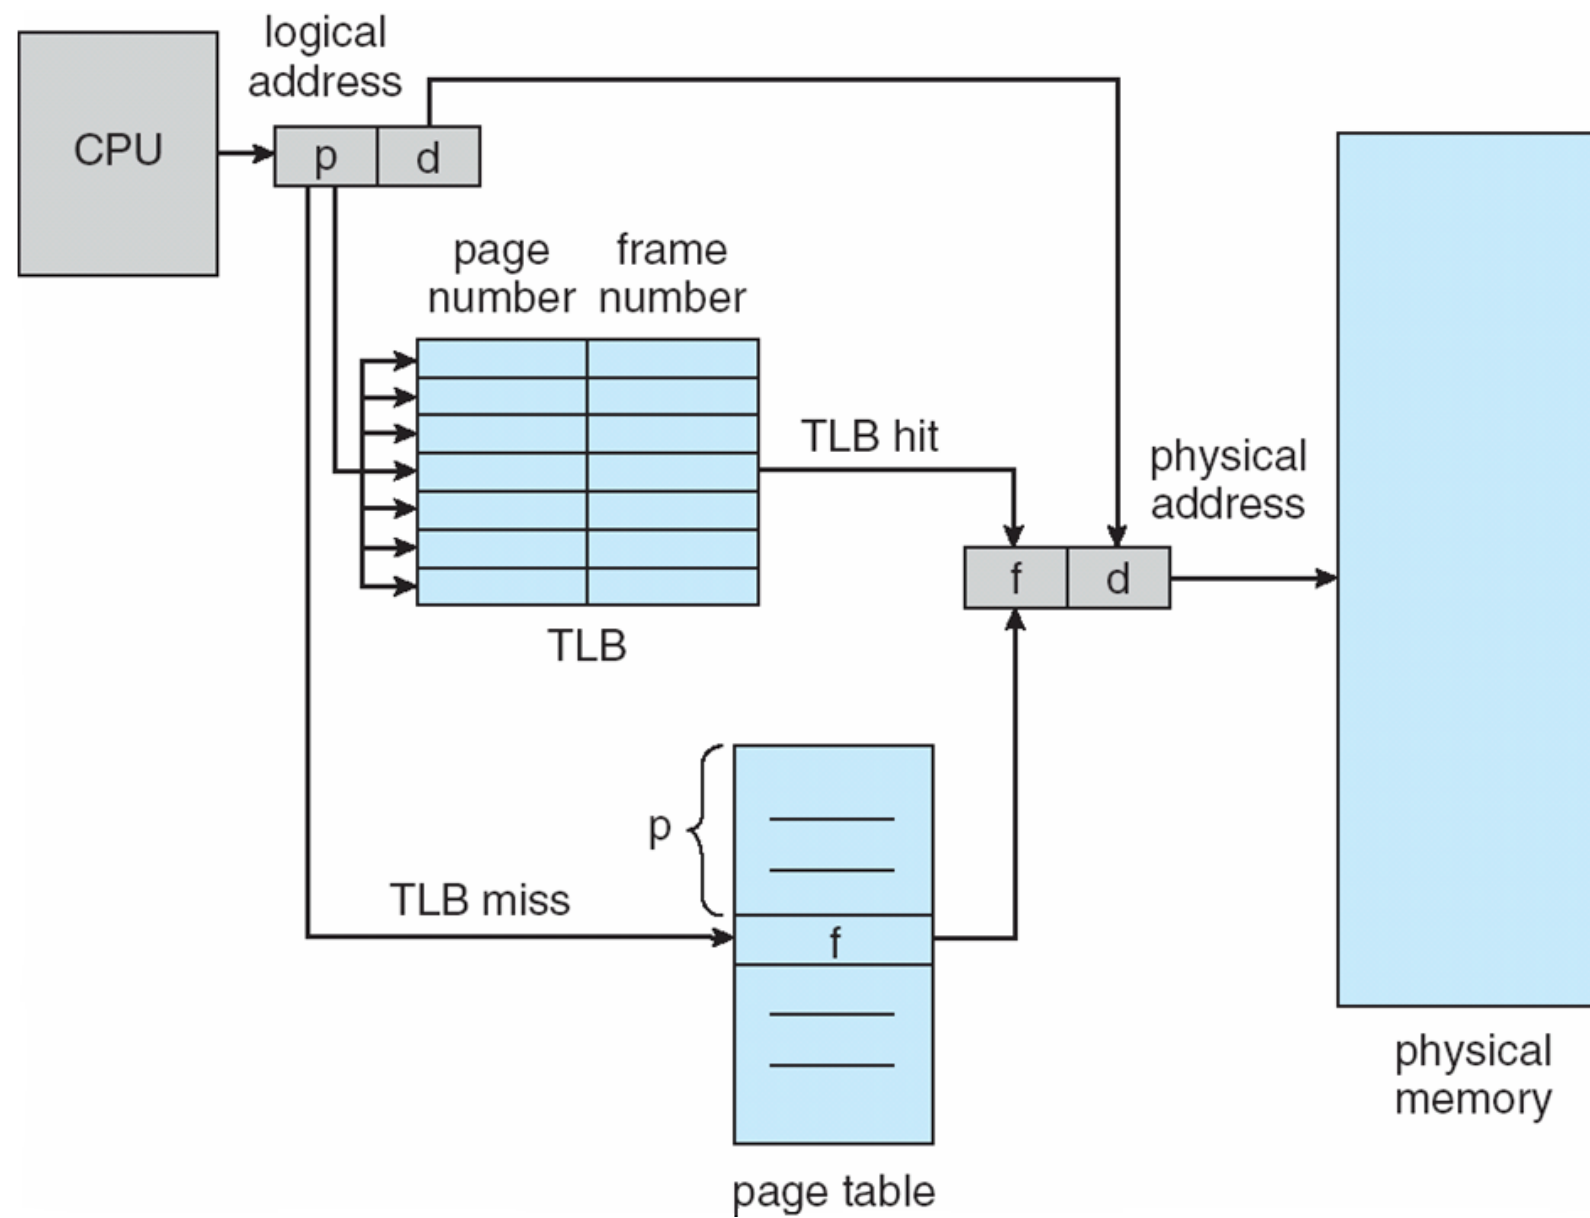 logical
address
CPU
p
d
page
number
frame
number
TLB hit
physical
address
f
d
TLB
p
TLB miss
f
physical
memory
page table